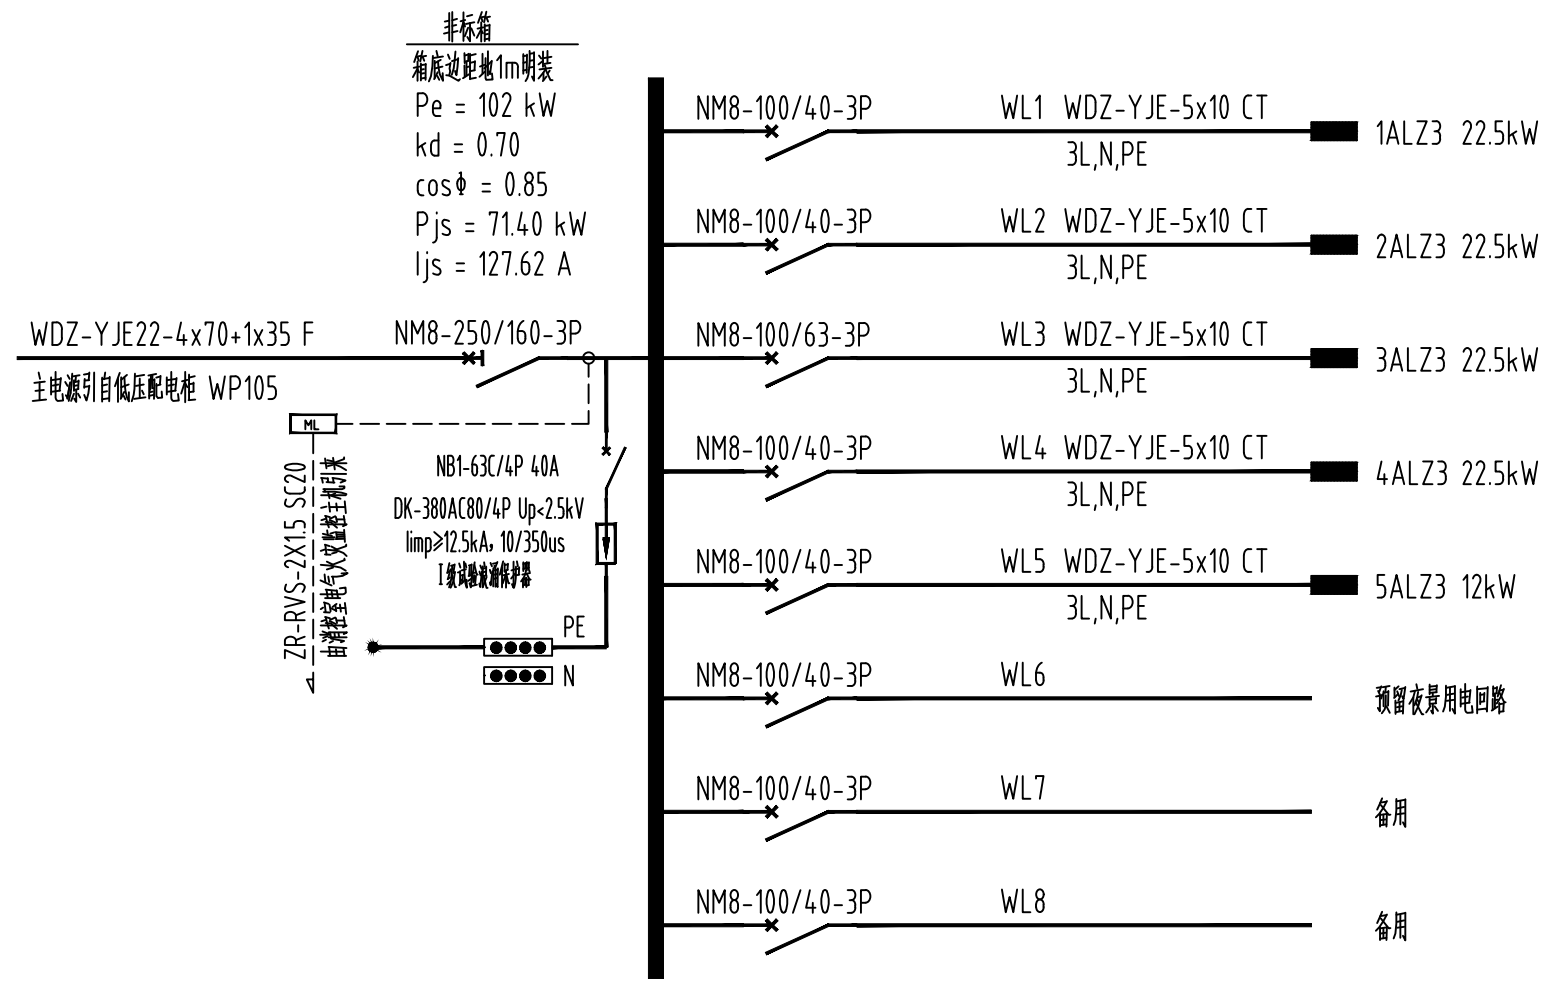 非标箱
箱底边距地1m明装
Pe = 102 kW
kd = 0.70
cosΦ = 0.85
Pjs = 71.40 kW
Ijs = 127.62 A
WDZ-YJE22-4x70+1x35 F
主电源引自低压配电柜 WP105
NM8-250/160-3P
ML
ZR-RVS-2X1.5 SC20
由消控室电气火灾监控主机引来
NB1-63C/4P 40A
DK-380AC80/4P Up<2.5kV
Iimp≥12.5kA, 10/350us
I级试验浪涌保护器
PE
N
NM8-100/40-3P WL1 WDZ-YJE-5x10 CT
3L,N,PE
1ALZ3 22.5kW
NM8-100/40-3P WL2 WDZ-YJE-5x10 CT
3L,N,PE
2ALZ3 22.5kW
NM8-100/63-3P WL3 WDZ-YJE-5x10 CT
3L,N,PE
3ALZ3 22.5kW
NM8-100/40-3P WL4 WDZ-YJE-5x10 CT
3L,N,PE
4ALZ3 22.5kW
NM8-100/40-3P WL5 WDZ-YJE-5x10 CT
3L,N,PE
5ALZ3 12kW
NM8-100/40-3P WL6
预留夜景用电回路
NM8-100/40-3P WL7
备用
NM8-100/40-3P WL8
备用